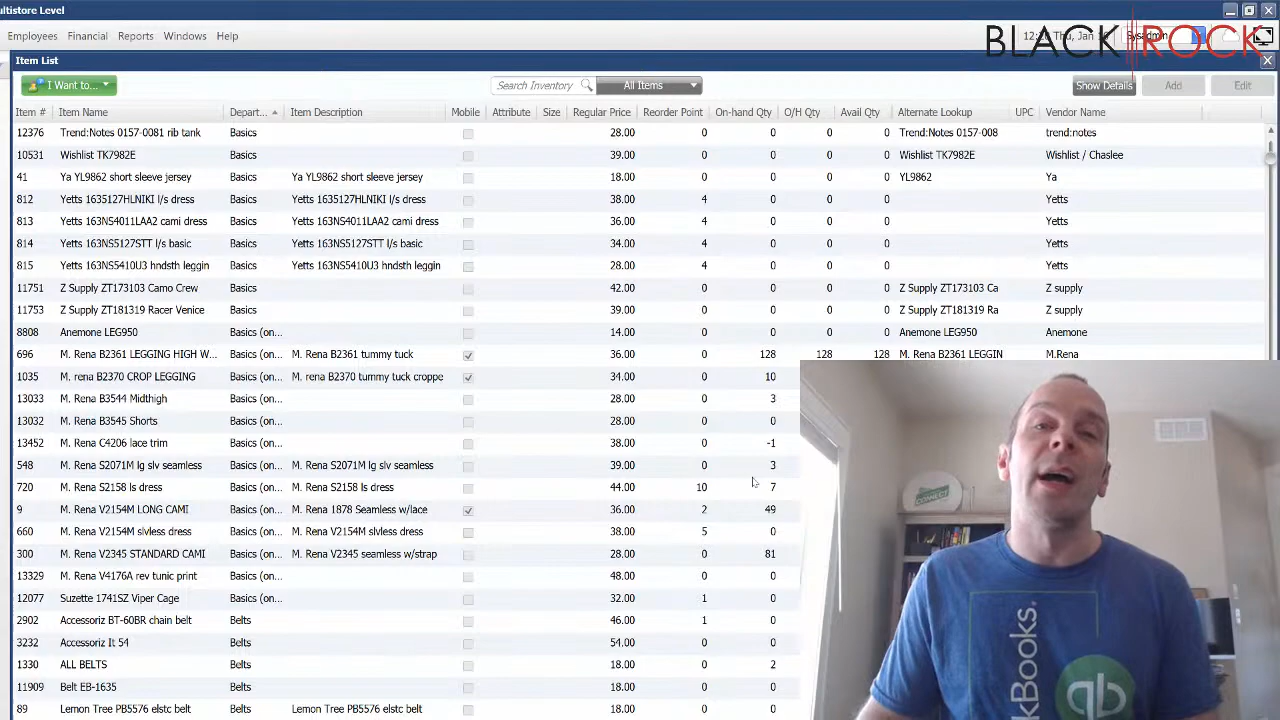 ultistore Level
BLACK ROCK
Employees Financial Reports Windows Help
Item List
I Want to... Search Inventory All Items Show Details Add Edit
Item # Item Name Depart... Item Description Mobile Attribute Size Regular Price Reorder Point On-hand Qty O/H Qty Avail Qty Alternate Lookup UPC Vendor Name
12376 Trend:Notes 0157-0081 rib tank Basics 28.00 0 0 0 0 Trend:Notes 0157-008 trend:notes
10531 Wishlist TK7982E Basics 39.00 0 0 0 0 Wishlist TK7982E Wishlist / Chaslee
41 Ya YL9862 short sleeve jersey Basics Ya YL9862 short sleeve jersey 18.00 0 0 0 0 YL9862 Ya
812 Yetts 1635127HLNIKI l/s dress Basics Yetts 1635127HLNIKI l/s dress 38.00 4 0 0 0 Yetts
813 Yetts 163NS4011LAA2 cami dress Basics Yetts 163NS4011LAA2 cami dress 36.00 4 0 0 0 Yetts
814 Yetts 163NS5127STT l/s basic Basics Yetts 163NS5127STT l/s basic 34.00 4 0 0 0 Yetts
815 Yetts 163NS5410U3 hndsth leggin Basics Yetts 163NS5410U3 hndsth leggin 28.00 4 0 0 0 Yetts
11751 Z Supply ZT173103 Camo Crew Basics 42.00 0 0 0 0 Z Supply ZT173103 Ca Z supply
11753 Z Supply ZT181319 Racer Venice Basics 39.00 0 0 0 0 Z Supply ZT181319 Ra Z supply
8808 Anemone LEG950 Basics (on... 14.00 0 0 0 0 Anemone LEG950 Anemone
696 M. Rena B2361 LEGGING HIGH W... Basics (on... M. Rena B2361 tummy tuck 36.00 0 128 128 128 M. Rena B2361 LEGGIN M.Rena
1035 M. rena B2370 CROP LEGGING Basics (on... M. rena B2370 tummy tuck croppe 34.00 0 10
13033 M. Rena B3544 Midthigh Basics (on... 28.00 0 3
13032 M. Rena B3545 Shorts Basics (on... 28.00 0 0
13452 M. Rena C4206 lace trim Basics (on... 38.00 0 -1
548 M. Rena S2071M lg slv seamless Basics (on... M. Rena S2071M lg slv seamless 39.00 0 3
720 M. Rena S2158 ls dress Basics (on... M. Rena S2158 ls dress 44.00 10 7
9 M. Rena V2154M LONG CAMI Basics (on... M. Rena 1878 Seamless w/lace 36.00 2 49
660 M. Rena V2154M slvless dress Basics (on... M. Rena V2154M slvless dress 38.00 5 0
300 M. Rena V2345 STANDARD CAMI Basics (on... M. Rena V2345 seamless w/strap 28.00 0 81
13329 M. Rena V4176A rev tunic print Basics (on... 48.00 0 0
12077 Suzette 1741SZ Viper Cage Basics (on... 32.00 1 0
2902 Accessoriz BT-60BR chain belt Belts 46.00 1 0
3232 Accessoriz It 54 Belts 54.00 0 0
1330 ALL BELTS Belts 18.00 0 2
11909 Belt EB-1635 Belts 18.00 0 0
89 Lemon Tree PB5576 elstc belt Belts Lemon Tree PB5576 elstc belt 18.00 0 0
CONNECT
ckBooks.
qb